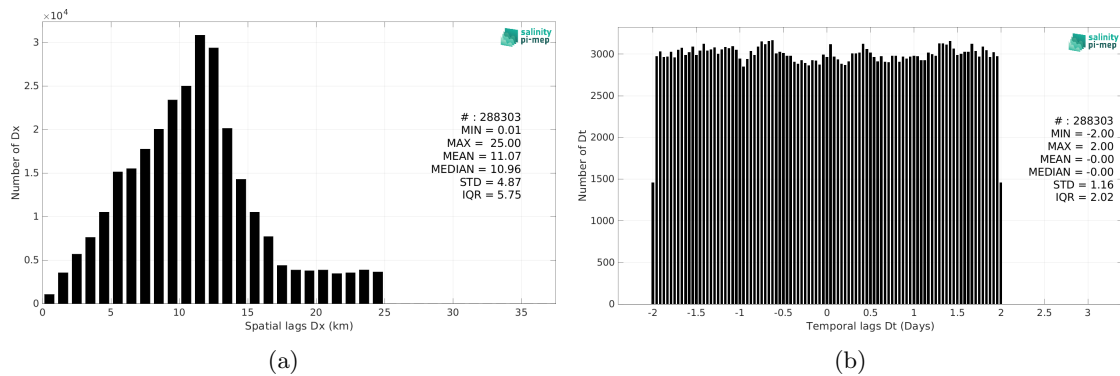 ×10⁴
3
2.5
2
1.5
1
0.5
0
Number of Dx
salinity
pi-mep
# : 288303
MIN = 0.01
MAX = 25.00
MEAN = 11.07
MEDIAN = 10.96
STD = 4.87
IQR = 5.75
0 5 10 15 20 25 30 35
Spatial lags Dx (km)
(a)
3000
2500
2000
1500
1000
500
0
Number of Dt
salinity
pi-mep
# : 288303
MIN = -2.00
MAX = 2.00
MEAN = -0.00
MEDIAN = -0.00
STD = 1.16
IQR = 2.02
-2 -1.5 -1 -0.5 0 0.5 1 1.5 2 2.5 3
Temporal lags Dt (Days)
(b)